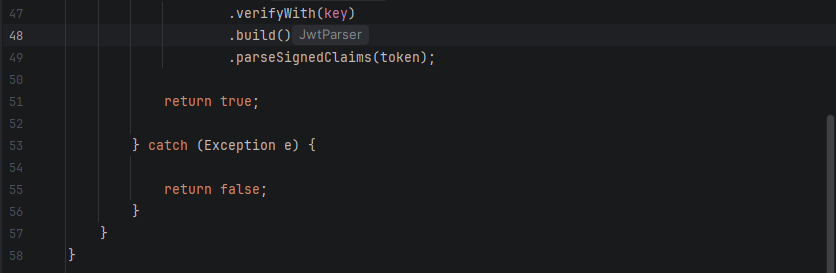 47 .verifyWith(key)
48 .build() JwtParser
49 .parseSignedClaims(token);
50
51 return true;
52
53 } catch (Exception e) {
54
55 return false;
56 }
57 }
58 }